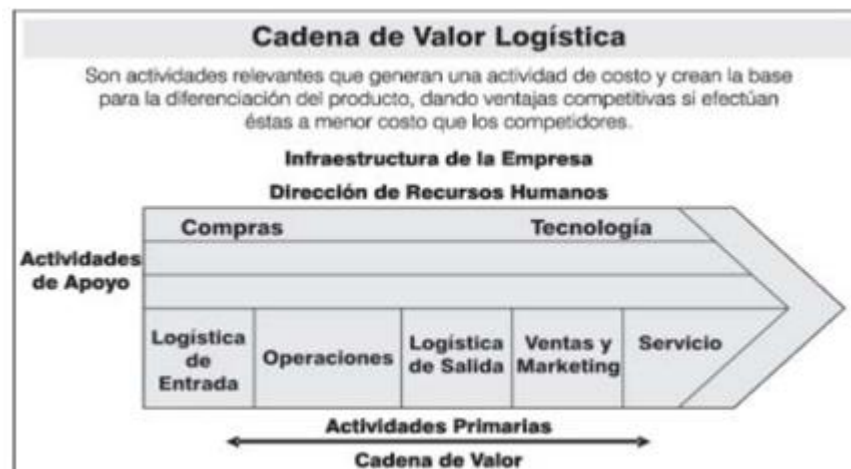 Cadena de Valor Logística
Son actividades relevantes que generan una actividad de costo y crean la base
para la diferenciación del producto, dando ventajas competitivas si efectúan
éstas a menor costo que los competidores.
Infraestructura de la Empresa
Dirección de Recursos Humanos
Compras
Tecnología
Actividades
de Apoyo
Logística
de
Entrada
Operaciones
Logística
de Salida
Ventas y
Marketing
Servicio
Actividades Primarias
Cadena de Valor